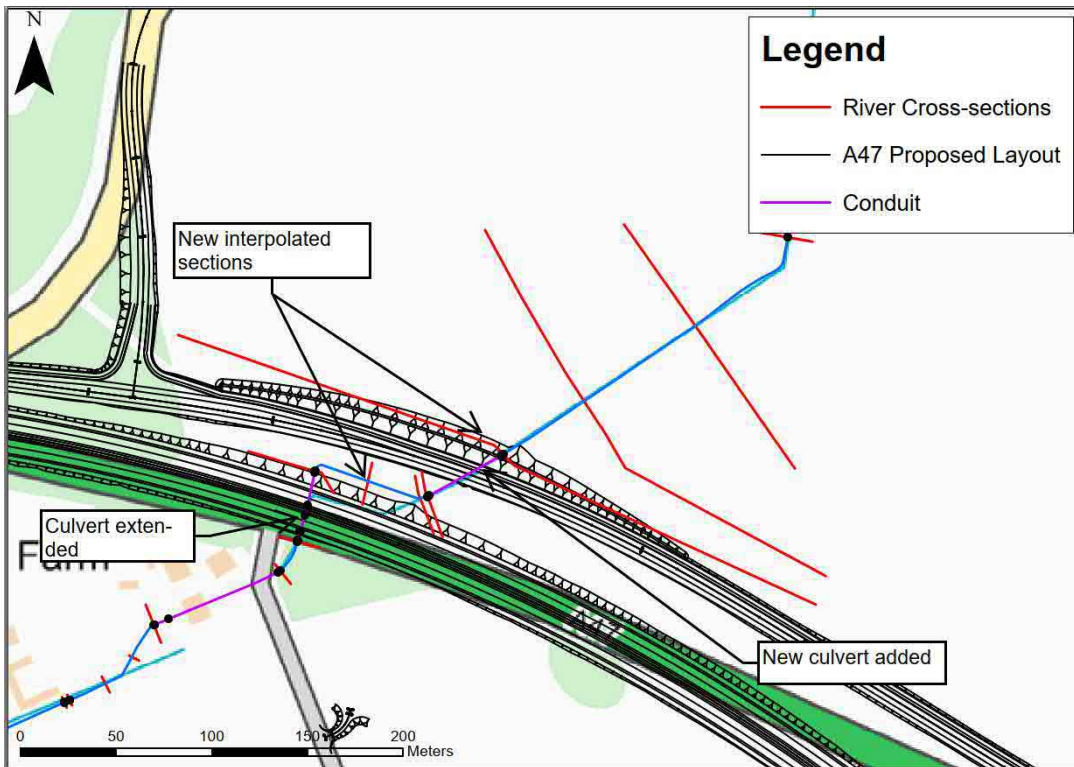 N
Legend
River Cross-sections
A47 Proposed Layout
Conduit
New interpolated
sections
Culvert exten-
ded
Farm
A47
New culvert added
0 50 100 150 200
Meters